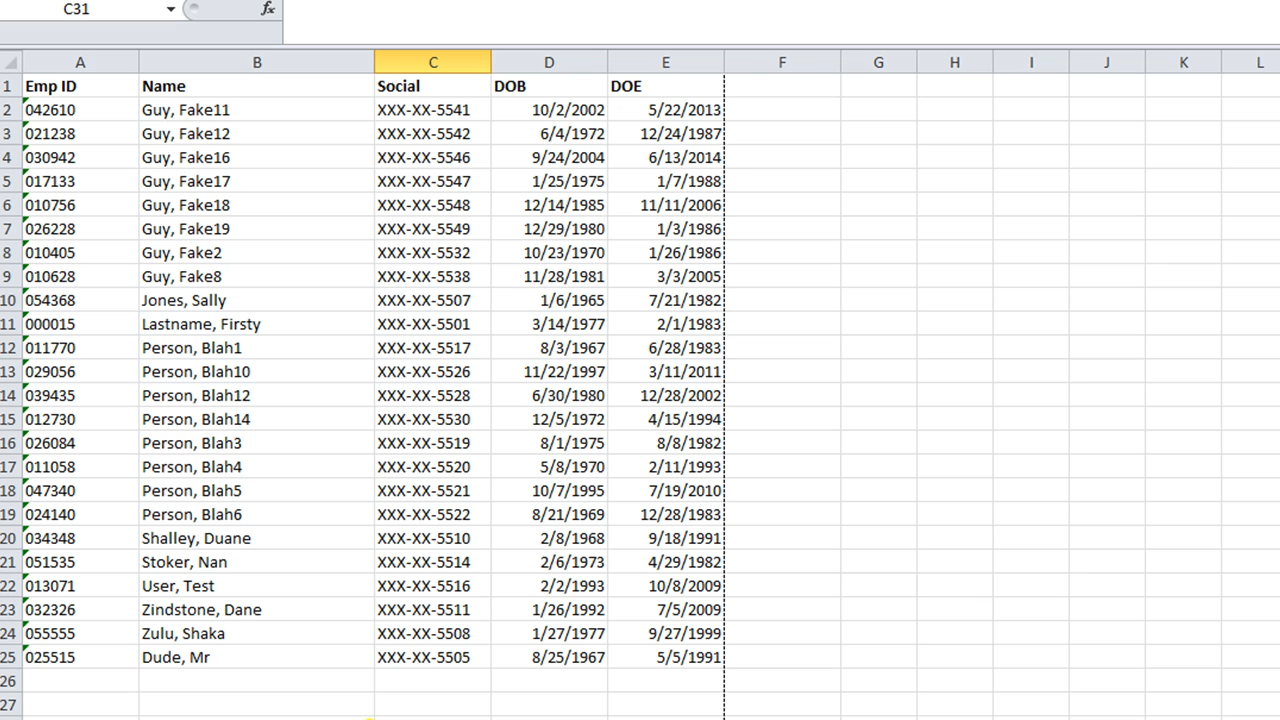 C31 fx
A B C D E F G H I J K L
1 Emp ID Name Social DOB DOE
2 042610 Guy, Fake11 XXX-XX-5541 10/2/2002 5/22/2013
3 021238 Guy, Fake12 XXX-XX-5542 6/4/1972 12/24/1987
4 030942 Guy, Fake16 XXX-XX-5546 9/24/2004 6/13/2014
5 017133 Guy, Fake17 XXX-XX-5547 1/25/1975 1/7/1988
6 010756 Guy, Fake18 XXX-XX-5548 12/14/1985 11/11/2006
7 026228 Guy, Fake19 XXX-XX-5549 12/29/1980 1/3/1986
8 010405 Guy, Fake2 XXX-XX-5532 10/23/1970 1/26/1986
9 010628 Guy, Fake8 XXX-XX-5538 11/28/1981 3/3/2005
10 054368 Jones, Sally XXX-XX-5507 1/6/1965 7/21/1982
11 000015 Lastname, Firsty XXX-XX-5501 3/14/1977 2/1/1983
12 011770 Person, Blah1 XXX-XX-5517 8/3/1967 6/28/1983
13 029056 Person, Blah10 XXX-XX-5526 11/22/1997 3/11/2011
14 039435 Person, Blah12 XXX-XX-5528 6/30/1980 12/28/2002
15 012730 Person, Blah14 XXX-XX-5530 12/5/1972 4/15/1994
16 026084 Person, Blah3 XXX-XX-5519 8/1/1975 8/8/1982
17 011058 Person, Blah4 XXX-XX-5520 5/8/1970 2/11/1993
18 047340 Person, Blah5 XXX-XX-5521 10/7/1995 7/19/2010
19 024140 Person, Blah6 XXX-XX-5522 8/21/1969 12/28/1983
20 034348 Shalley, Duane XXX-XX-5510 2/8/1968 9/18/1991
21 051535 Stoker, Nan XXX-XX-5514 2/6/1973 4/29/1982
22 013071 User, Test XXX-XX-5516 2/2/1993 10/8/2009
23 032326 Zindstone, Dane XXX-XX-5511 1/26/1992 7/5/2009
24 055555 Zulu, Shaka XXX-XX-5508 1/27/1977 9/27/1999
25 025515 Dude, Mr XXX-XX-5505 8/25/1967 5/5/1991
26
27